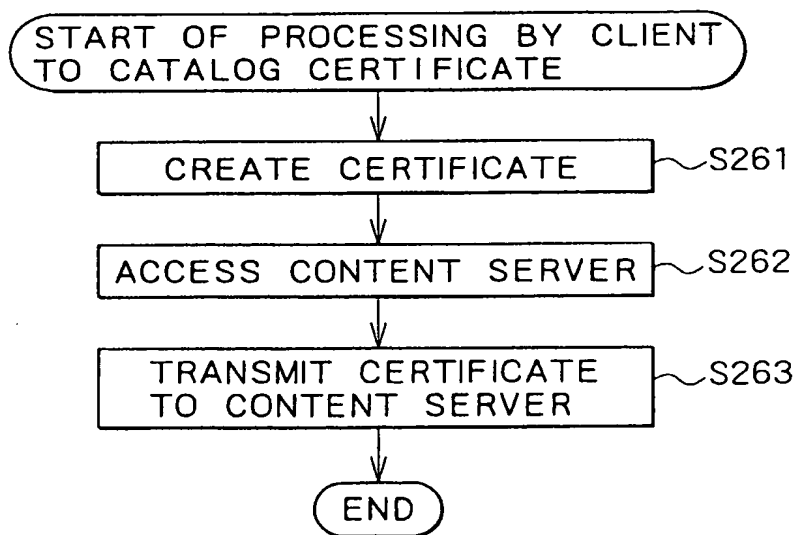 START OF PROCESSING BY CLIENT
TO CATALOG CERTIFICATE
CREATE CERTIFICATE
S261
ACCESS CONTENT SERVER
S262
TRANSMIT CERTIFICATE
TO CONTENT SERVER
S263
END